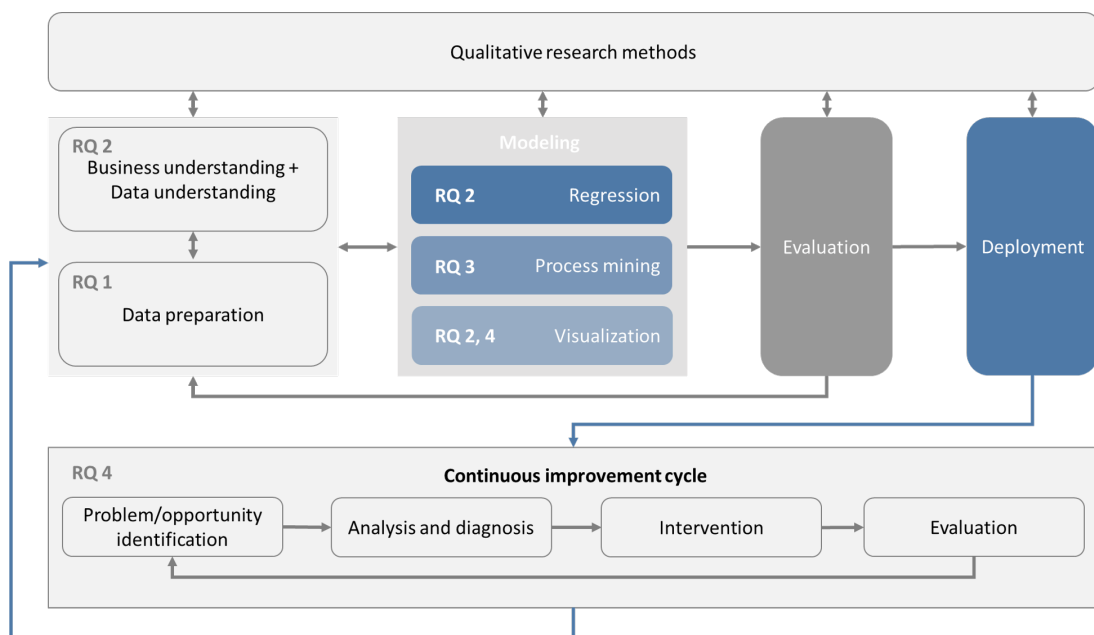 Qualitative research methods
RQ 2
Business understanding +
Data understanding
RQ 1
Data preparation
Modeling
RQ 2 Regression
RQ 3 Process mining
RQ 2, 4 Visualization
Evaluation
Deployment
RQ 4
Continuous improvement cycle
Problem/opportunity
identification
Analysis and diagnosis
Intervention
Evaluation